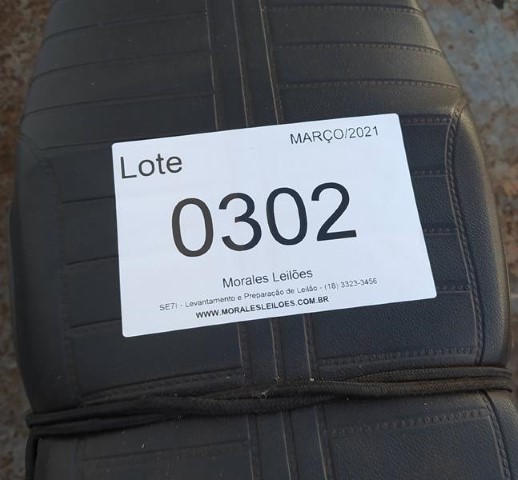 MARÇO/2021
Lote
0302
Morales Leilões
SE7I - Levantamento e Preparação de Leilão - (18) 3323-3456
WWW.MORALESLEILOES.COM.BR